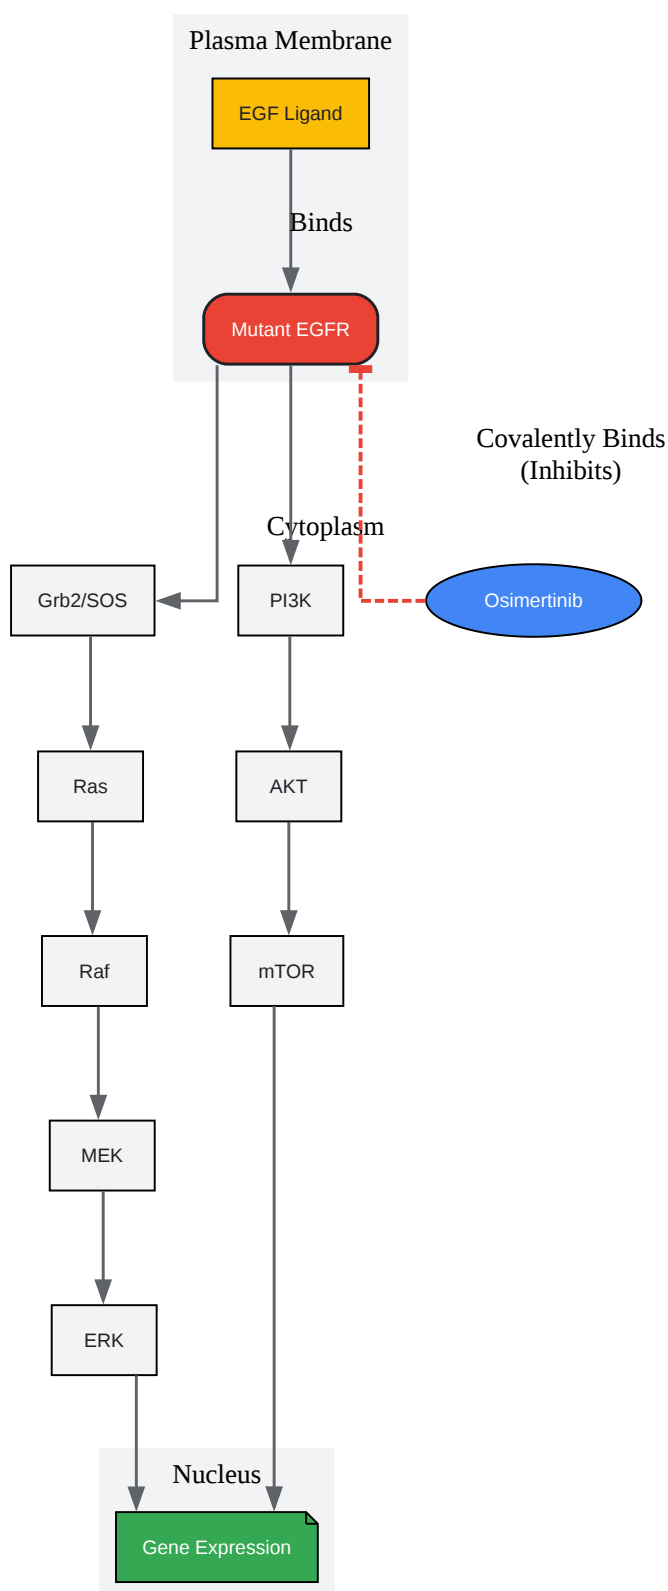 Plasma Membrane
EGF Ligand
Binds
Mutant EGFR
Covalently Binds
(Inhibits)
Cytoplasm
Grb2/SOS
PI3K
Osimertinib
Ras
AKT
Raf
mTOR
MEK
ERK
Nucleus
Gene Expression